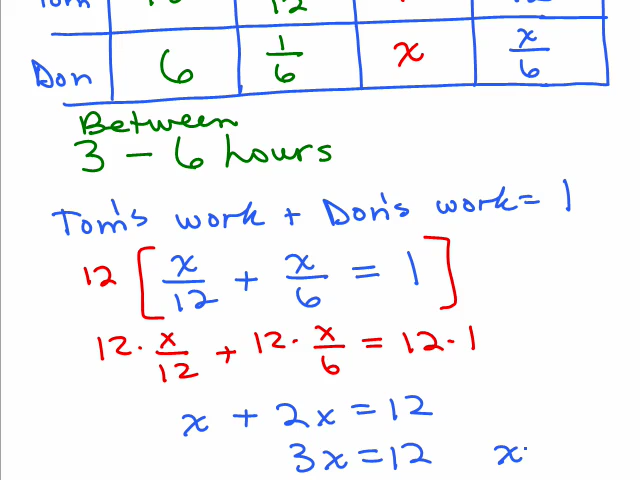 12
Don 6 1/6 x x/6
Between
3 - 6 hours
Tom's work + Don's work = 1
12 [ x/12 + x/6 = 1 ]
12 · x/12 + 12 · x/6 = 12 · 1
x + 2x = 12
3x = 12 x